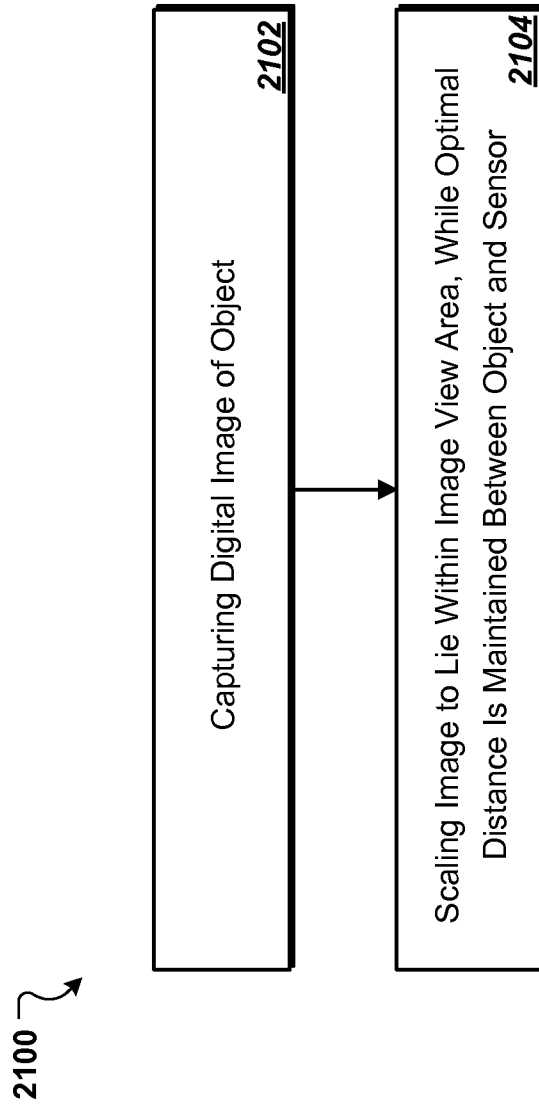 2100
Capturing Digital Image of Object
2102
Scaling Image to Lie Within Image View Area, While Optimal
Distance Is Maintained Between Object and Sensor
2104